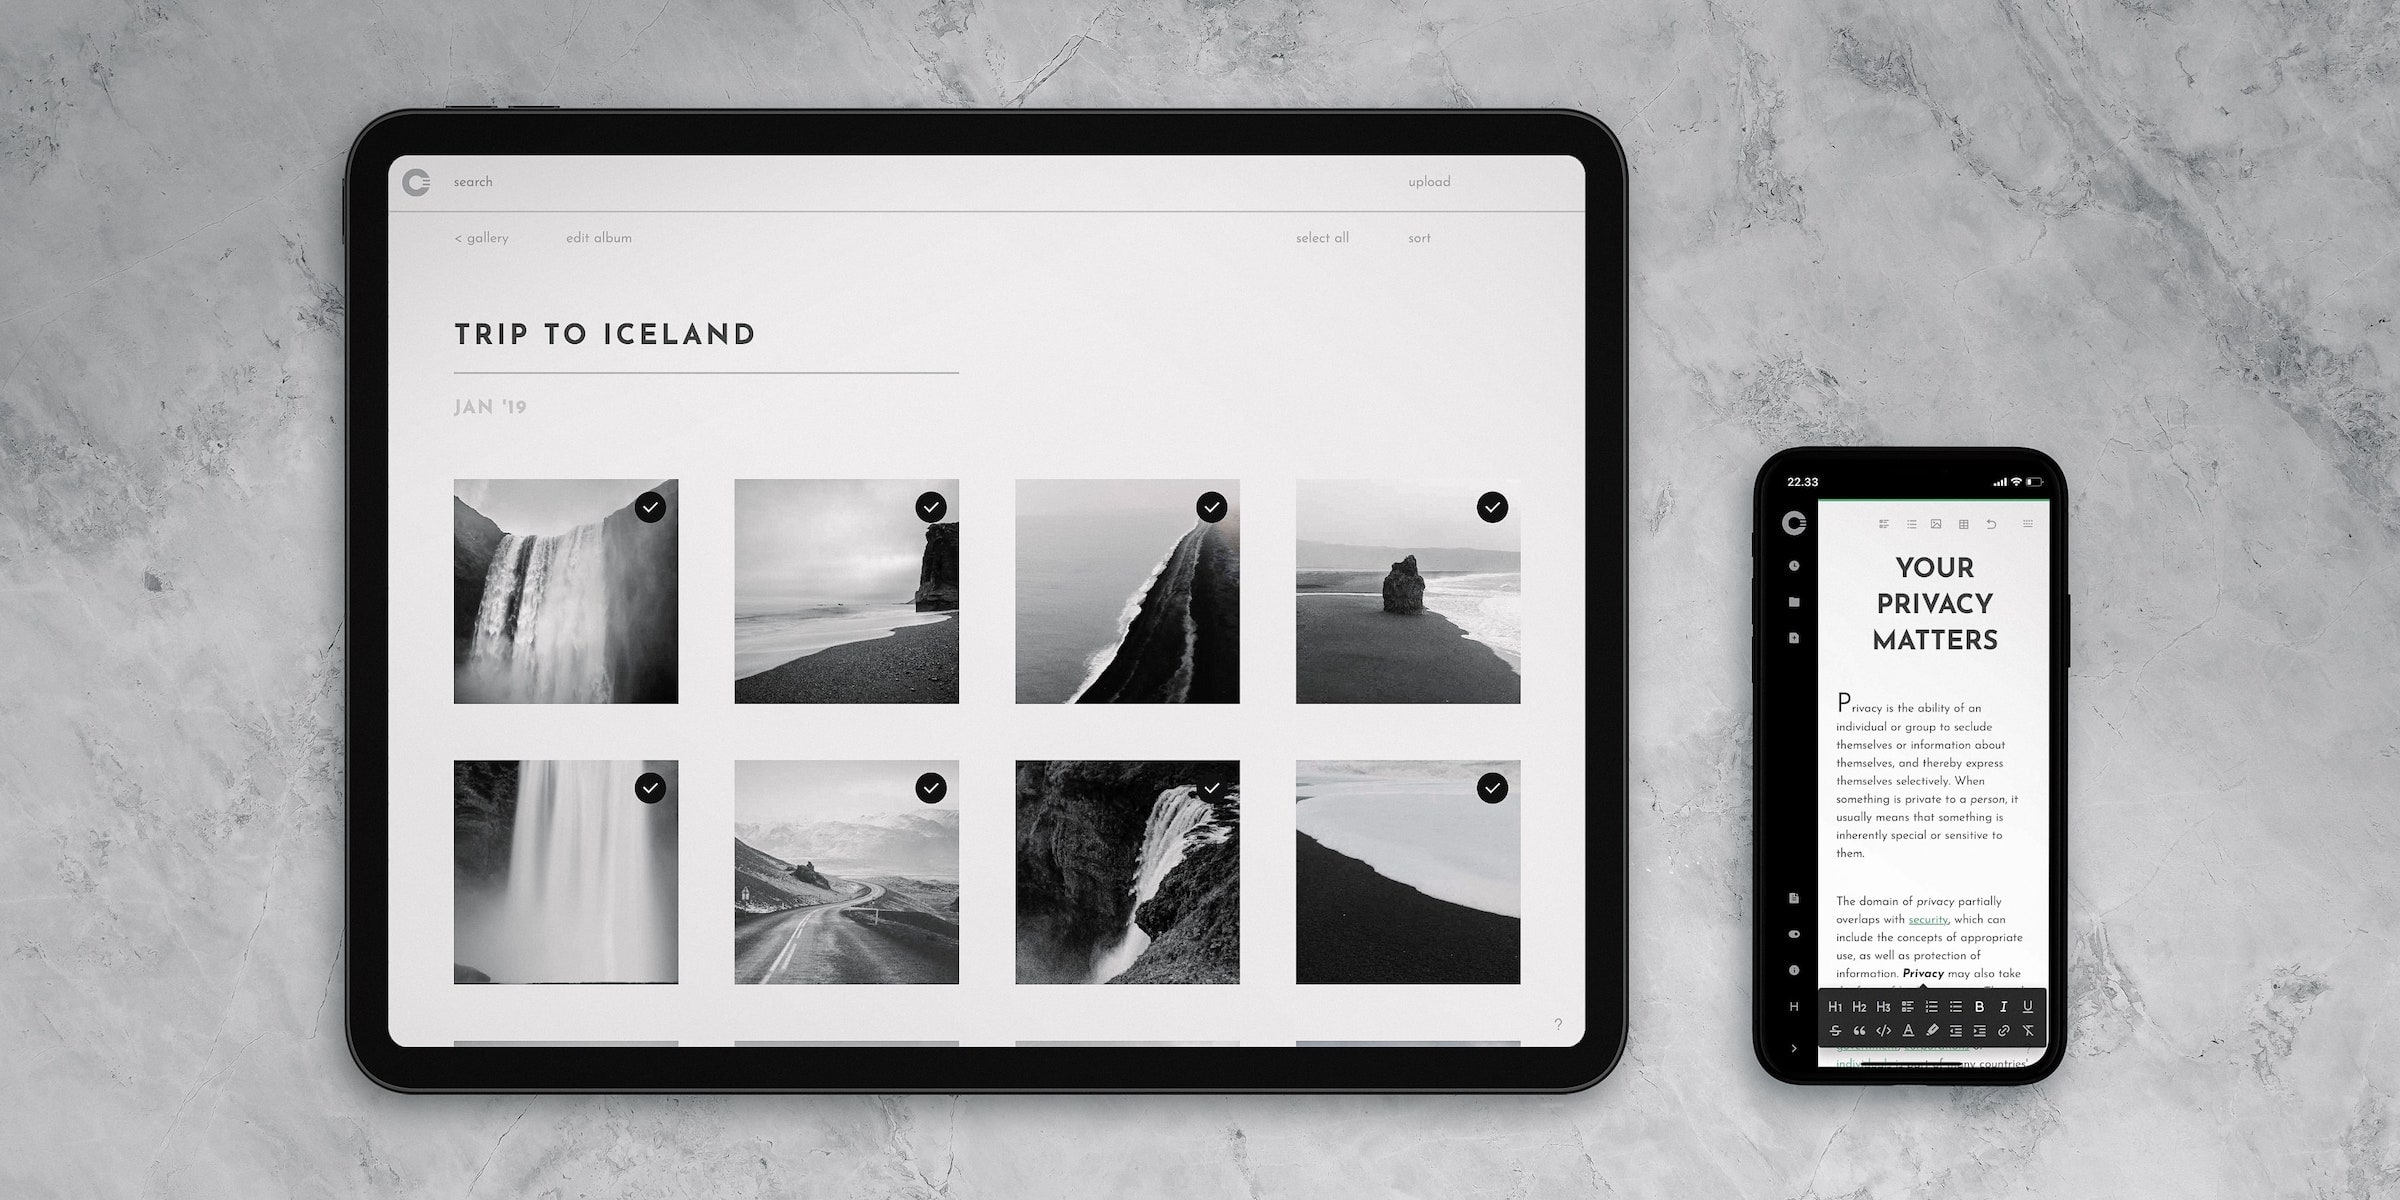 search
upload
< gallery
edit album
select all
sort
TRIP TO ICELAND
JAN '19
?
22.33
YOUR
PRIVACY
MATTERS
Privacy is the ability of an
individual or group to seclude
themselves or information about
themselves, and thereby express
themselves selectively. When
something is private to a person, it
usually means that something is
inherently special or sensitive to
them.
The domain of privacy partially
overlaps with security, which can
include the concepts of appropriate
use, as well as protection of
information. Privacy may also take
H
H1 H2 H3 B I U
S “ </> A
countries'